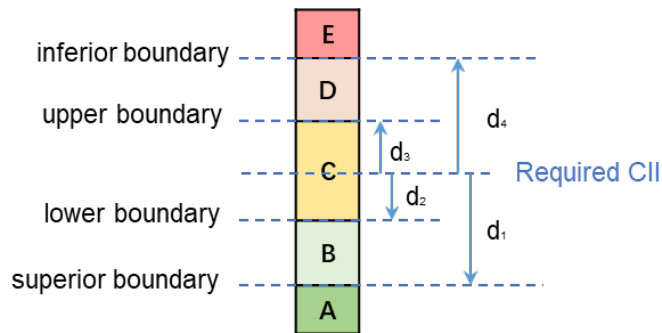 E
inferior boundary
D
upper boundary
d₄
d₃
C
Required CII
d₂
lower boundary
d₁
B
superior boundary
A